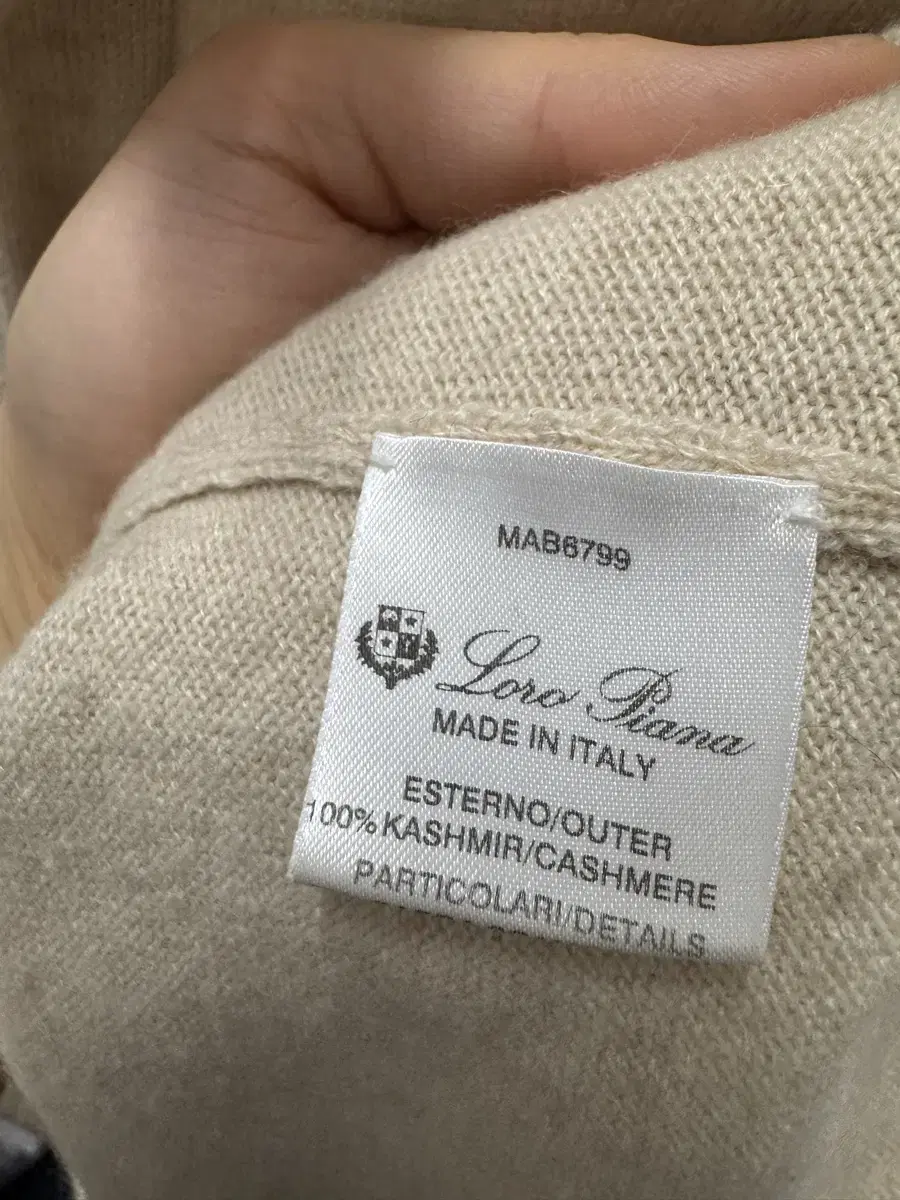 MAB6799
Loro Piana
MADE IN ITALY
ESTERNO/OUTER
100%KASHMIR/CASHMERE
PARTICOLARI/DETAILS